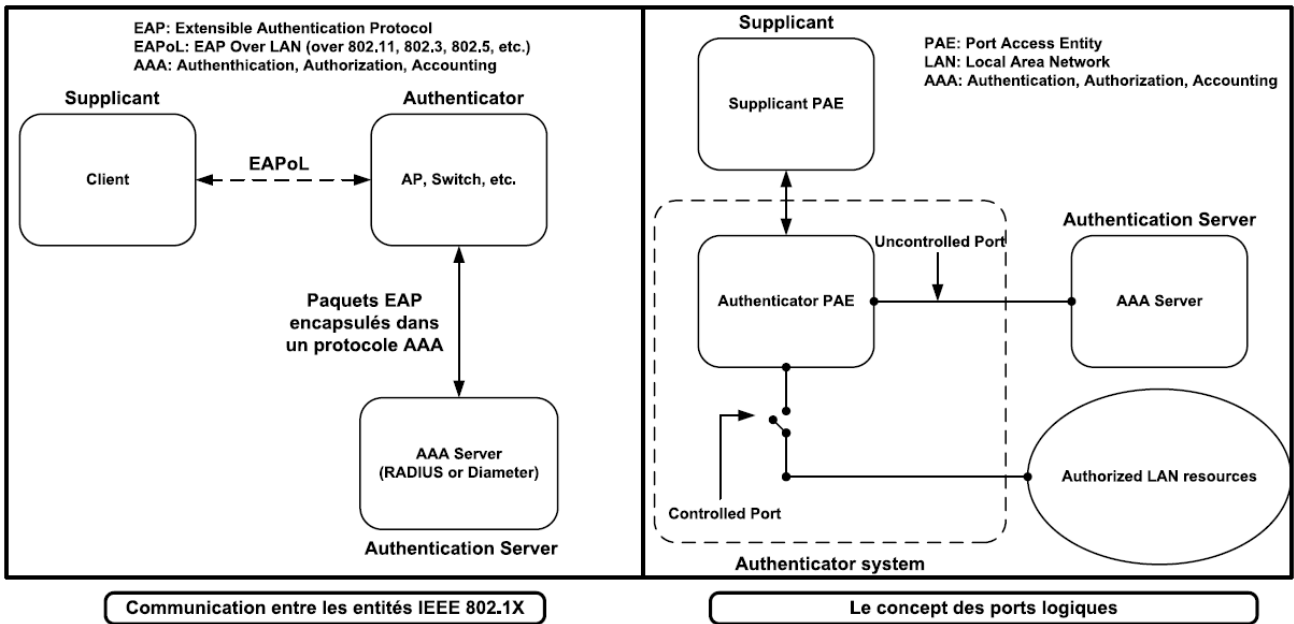 EAP: Extensible Authentication Protocol
EAPoL: EAP Over LAN (over 802.11, 802.3, 802.5, etc.)
AAA: Authenthication, Authorization, Accounting
Supplicant
Authenticator
Client
EAPoL
AP, Switch, etc.
Paquets EAP
encapsulés dans
un protocole AAA
AAA Server
(RADIUS or Diameter)
Authentication Server
Communication entre les entités IEEE 802.1X
Supplicant
PAE: Port Access Entity
LAN: Local Area Network
AAA: Authentication, Authorization, Accounting
Supplicant PAE
Authentication Server
Uncontrolled Port
Authenticator PAE
AAA Server
Authorized LAN resources
Controlled Port
Authenticator system
Le concept des ports logiques